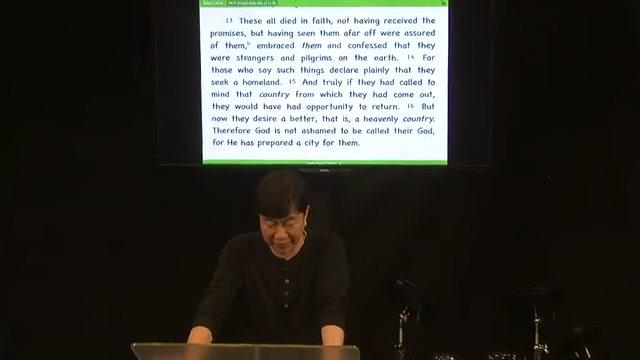 13 These all died in faith, not having received the
promises, but having seen them afar off were assured
of them,b embraced them and confessed that they
were strangers and pilgrims on the earth. 14 For
those who say such things declare plainly that they
seek a homeland. 15 And truly if they had called to
mind that country from which they had come out,
they would have had opportunity to return. 16 But
now they desire a better, that is, a heavenly country.
Therefore God is not ashamed to be called their God,
for He has prepared a city for them.